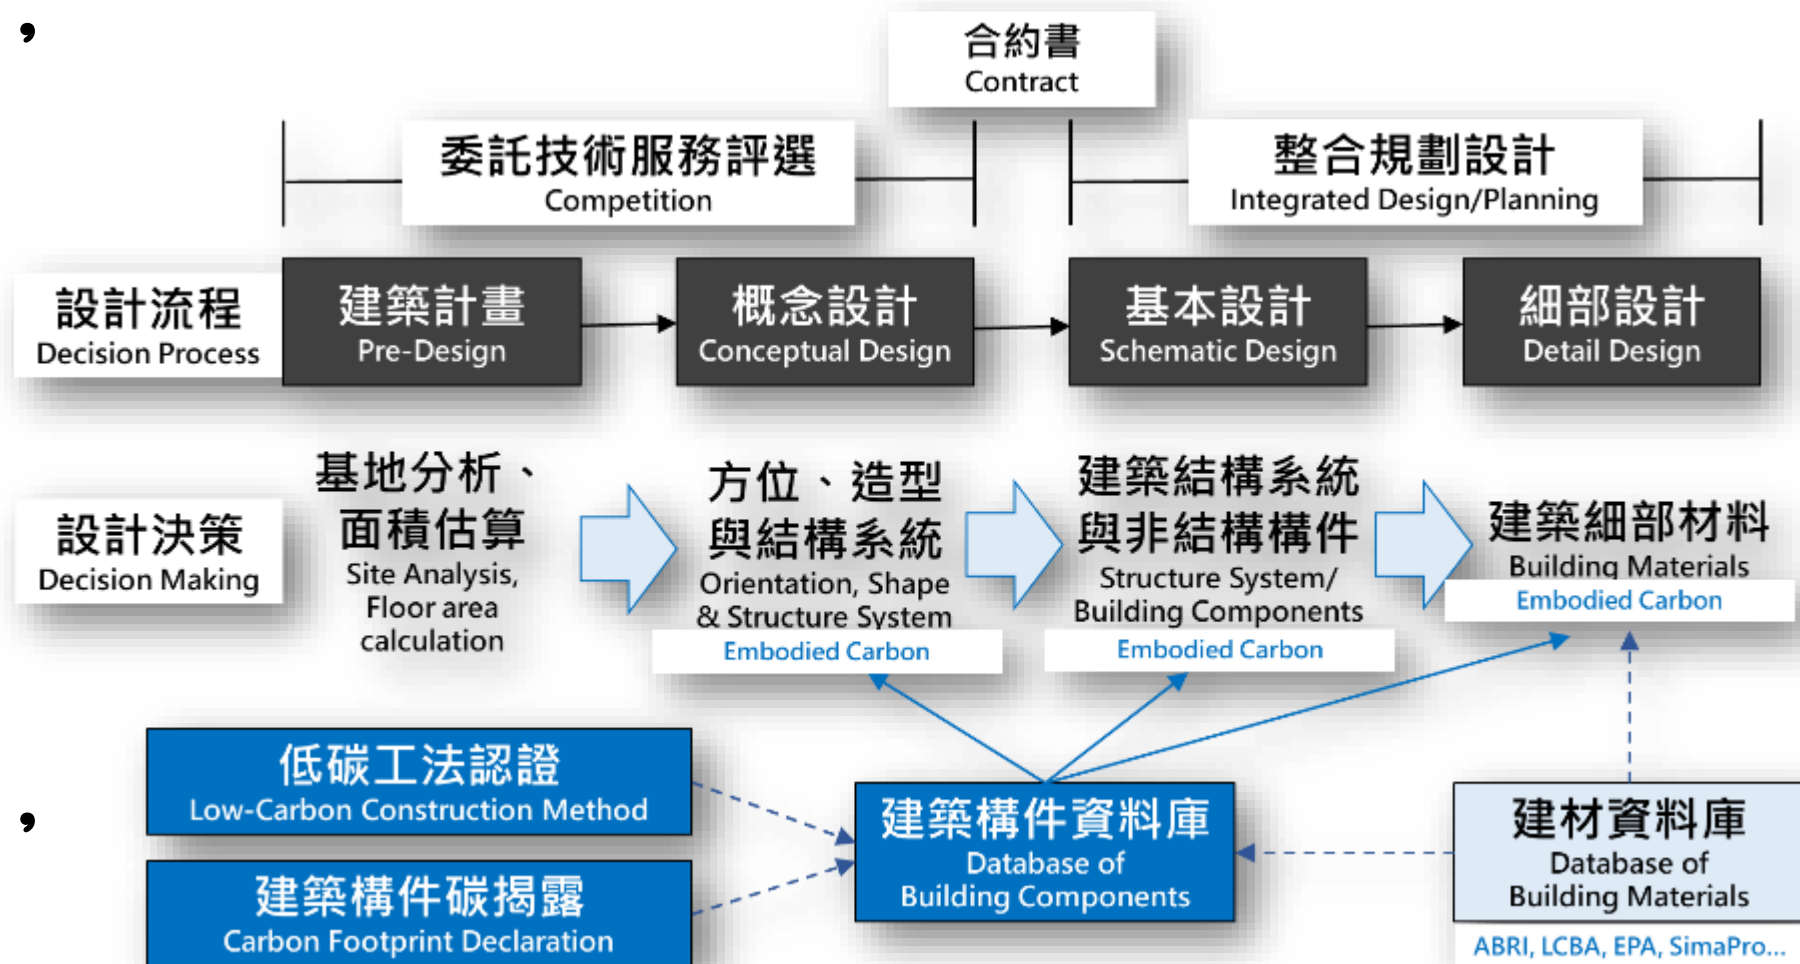 ,
合約書
Contract
委託技術服務評選
Competition
整合規劃設計
Integrated Design/Planning
設計流程
Decision Process
建築計畫
Pre-Design
概念設計
Conceptual Design
基本設計
Schematic Design
細部設計
Detail Design
設計決策
Decision Making
基地分析、
面積估算
Site Analysis,
Floor area
calculation
方位、造型
與結構系統
Orientation, Shape
& Structure System
Embodied Carbon
建築結構系統
與非結構構件
Structure System/
Building Components
Embodied Carbon
建築細部材料
Building Materials
Embodied Carbon
低碳工法認證
Low-Carbon Construction Method
,
建築構件碳揭露
Carbon Footprint Declaration
建築構件資料庫
Database of
Building Components
建材資料庫
Database of
Building Materials
ABRI, LCBA, EPA, SimaPro...